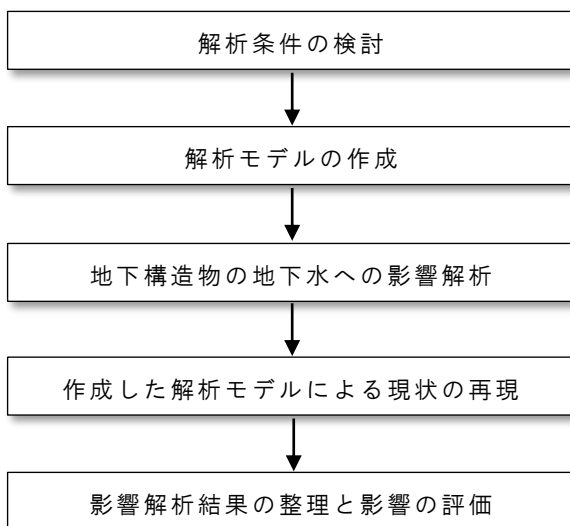 解析条件の検討
解析モデルの作成
地下構造物の地下水への影響解析
作成した解析モデルによる現状の再現
影響解析結果の整理と影響の評価